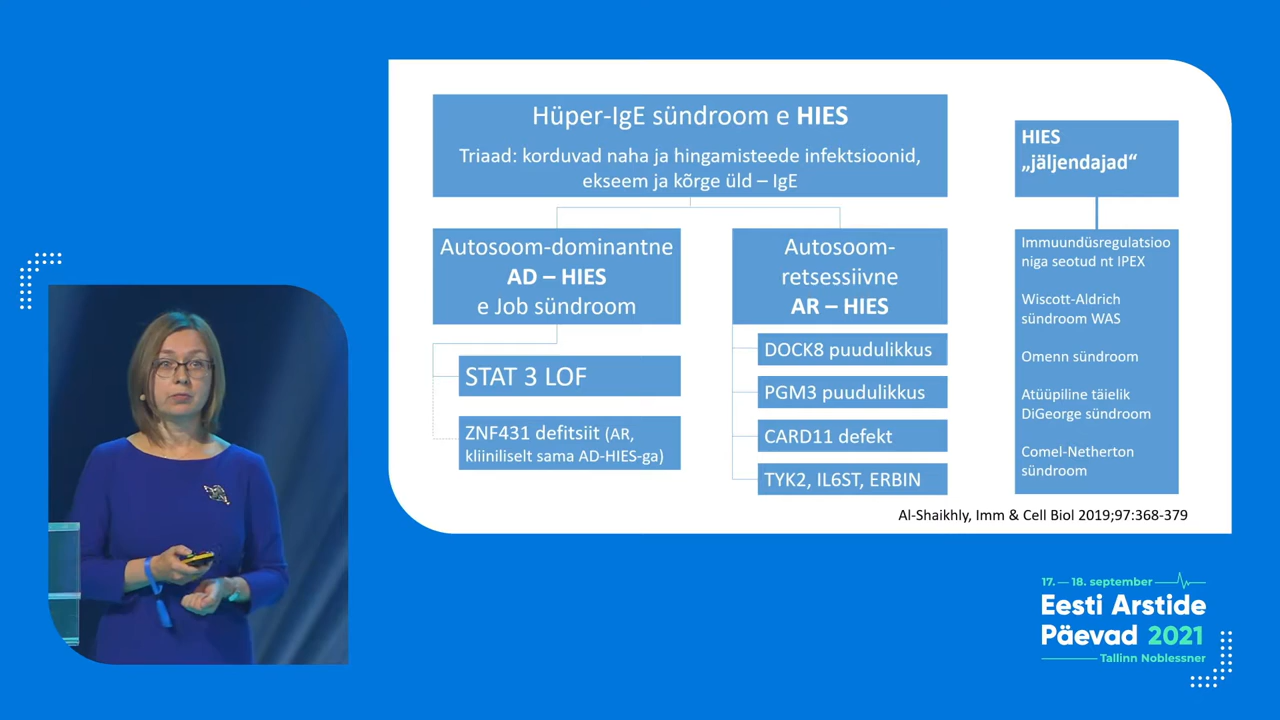 Hüper-IgE sündroom e HIES
Triaad: korduvad naha ja hingamisteede infektsioonid,
ekseem ja kõrge üld – IgE
Autosoom-dominantne
AD – HIES
e Job sündroom
STAT 3 LOF
ZNF431 defitsiit (AR,
kliiniliselt sama AD-HIES-ga)
Autosoom-
retsessiivne
AR – HIES
DOCK8 puudulikkus
PGM3 puudulikkus
CARD11 defekt
TYK2, IL6ST, ERBIN
HIES
„jäljendajad“
Immuundüsregulatsioo
niga seotud nt IPEX
Wiscott-Aldrich
sündroom WAS
Omenn sündroom
Atüüpiline täielik
DiGeorge sündroom
Comel-Netherton
sündroom
Al-Shaikhly, Imm & Cell Biol 2019;97:368-379
17. — 18. september
Eesti Arstide
Päevad 2021
Tallinn Noblessner